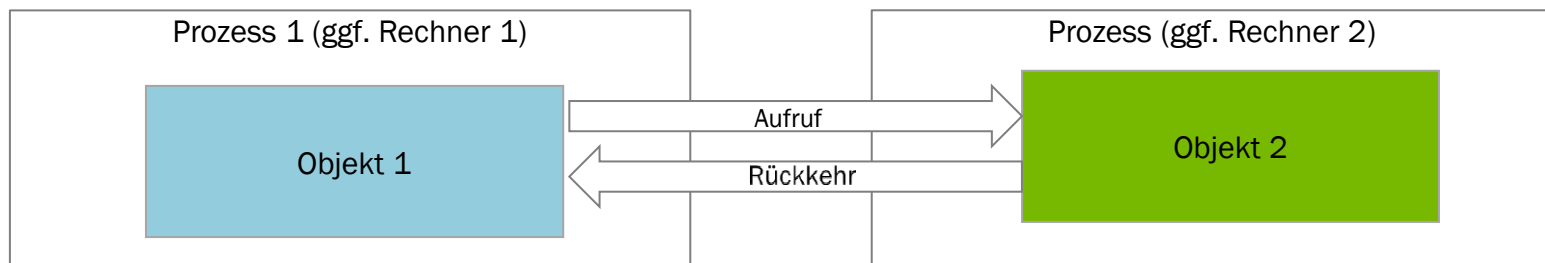 Prozess 1 (ggf. Rechner 1)
Prozess (ggf. Rechner 2)
Objekt 1
Aufruf
Rückkehr
Objekt 2